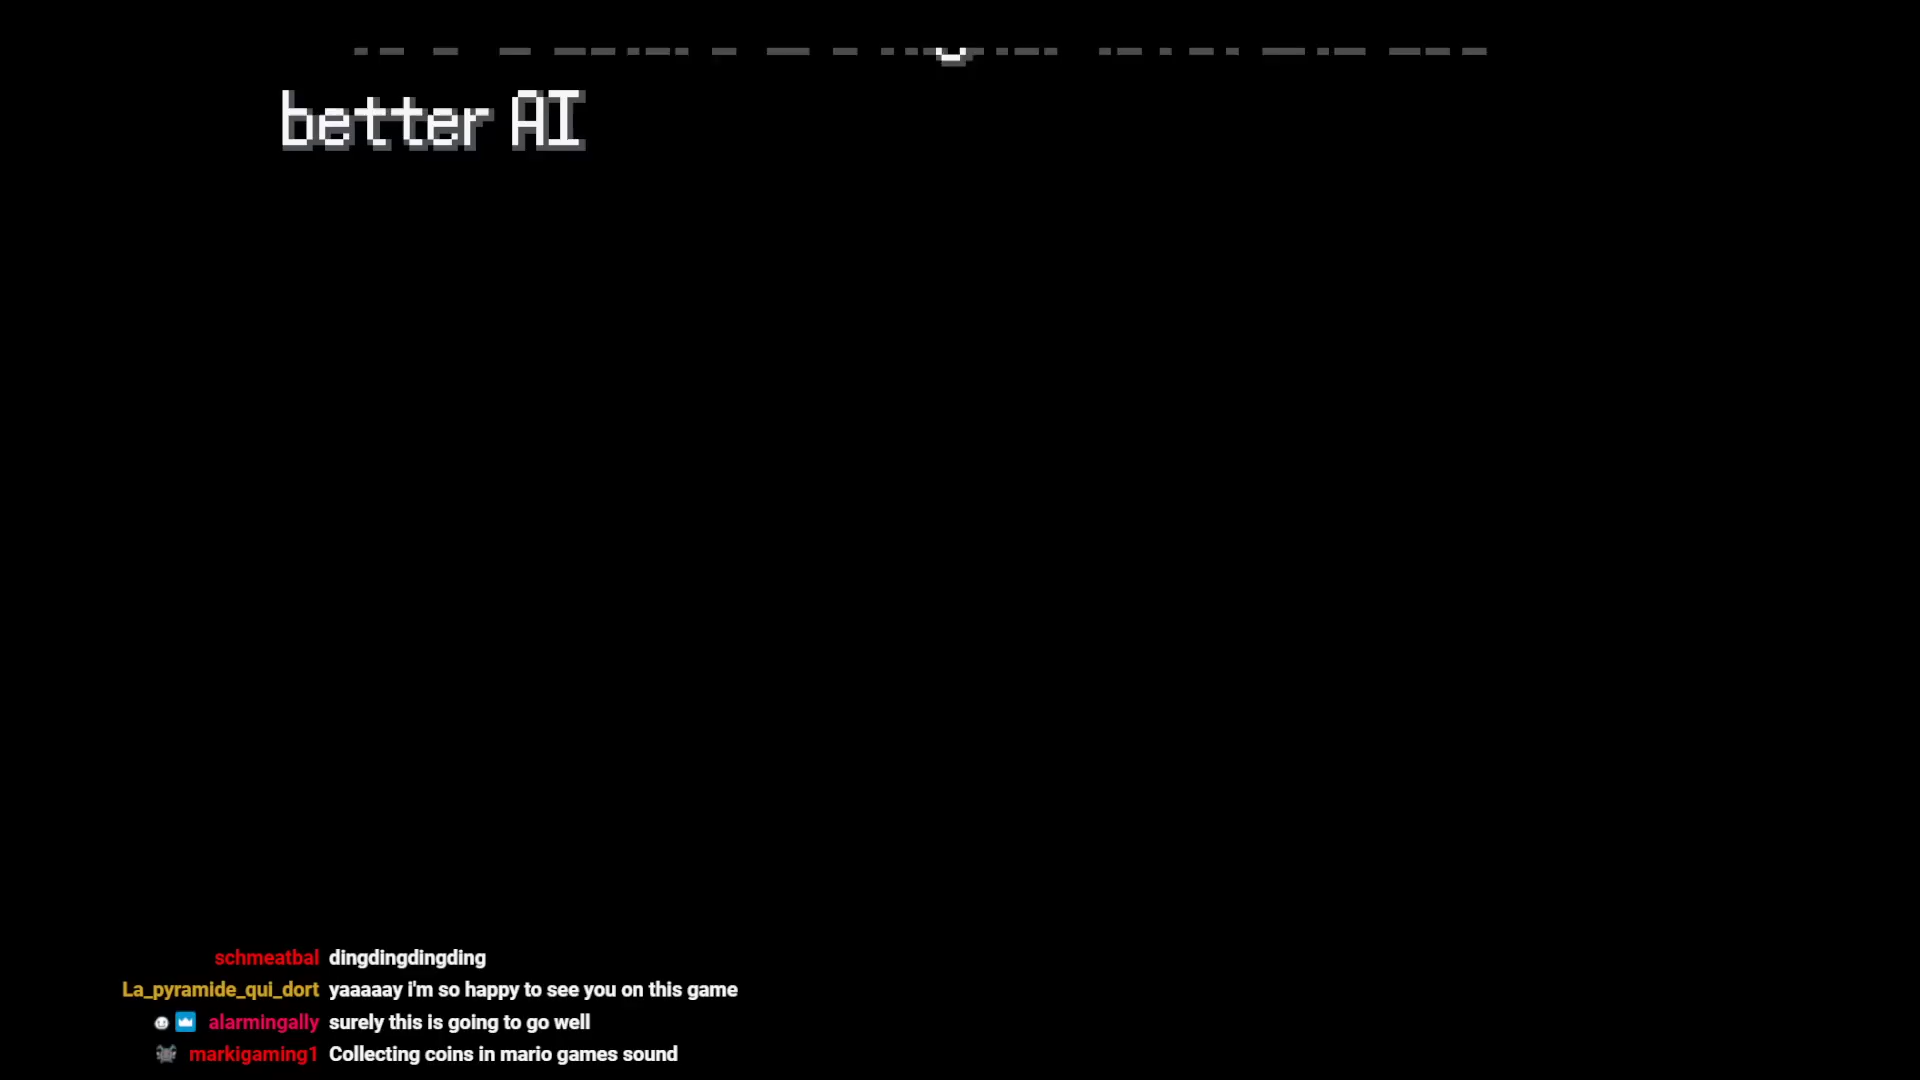 better AI
schmeatbal dingdingdingding
La_pyramide_qui_dort yaaaaay i'm so happy to see you on this game
alarmingally surely this is going to go well
markigaming1 Collecting coins in mario games sound